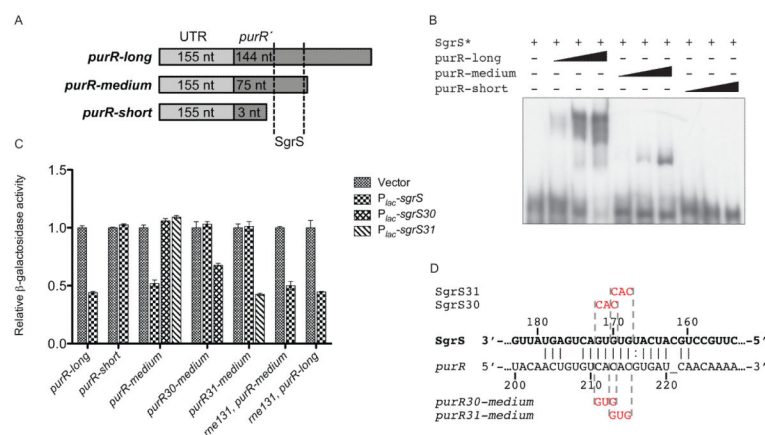 A
UTR purR´
purR-long 155 nt 144 nt
purR-medium 155 nt 75 nt
purR-short 155 nt 3 nt
SgrS
B
SgrS* + + + + + + + + + +
purR-long - - - - - - -
purR-medium - - - - - - -
purR-short - - - - - - -
C
Relative β-galactosidase activity
1.5
1.0
0.5
0.0
purR-long
purR-short
purR-medium
purR30-medium
purR31-medium
rne131, purR-medium
rne131, purR-long
Vector
Plac-sgrS
Plac-sgrS30
Plac-sgrS31
D
SgrS31 CAC
SgrS30 CAC
180 170 160
SgrS 3’-…GUUAUGAGUCAGUGUGUACUACGUCCGUUC…-5’
purR 5’-…UACAACUGUGUCACACGUGAU_CAACAAAA…-3’
200 210 220
purR30-medium GUG
purR31-medium GUG